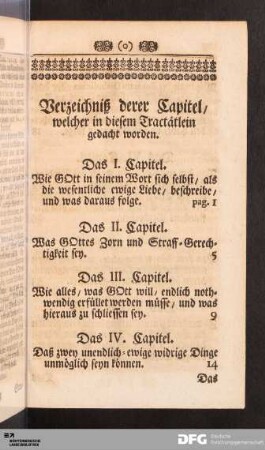 (o)
Verzeichniß derer Capitel/
welcher in diesem Tractätlein
gedacht worden.
Das I. Capitel.
Wie GOtt in seinem Wort sich selbst/ als
die wesentliche ewige Liebe/ beschreibe/
und was daraus folge. pag. 1
Das II. Capitel.
Was GOttes Zorn und Straff-Gerech-
tigkeit sey. 5
Das III. Capitel.
Wie alles/ was GOtt will/ endlich noth-
wendig erfüllet werden müsse/ und was
hieraus zu schliessen sey. 9
Das IV. Capitel.
Daß zwey unendlich-ewige widrige Dinge
unmöglich seyn können. 14
Das
WÜRTTEMBERGISCHE
LANDESBIBLIOTHEK
DFG Deutsche
Forschungsgemeinschaft